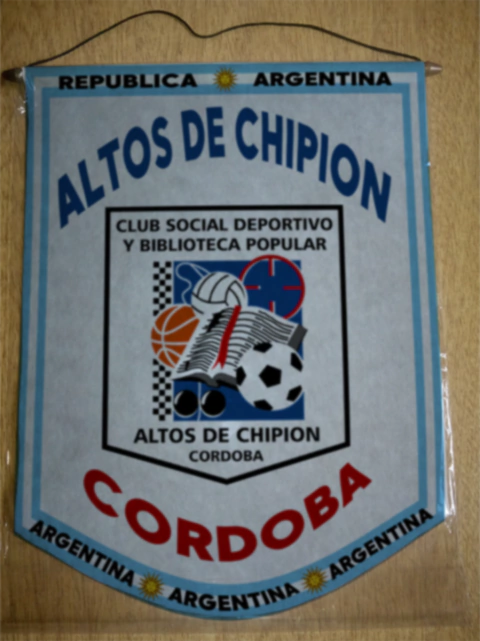 REPUBLICA ARGENTINA
ALTOS DE CHIPION
CLUB SOCIAL DEPORTIVO
Y BIBLIOTECA POPULAR
ALTOS DE CHIPION
CORDOBA
CORDOBA
ARGENTINA ARGENTINA ARGENTINA